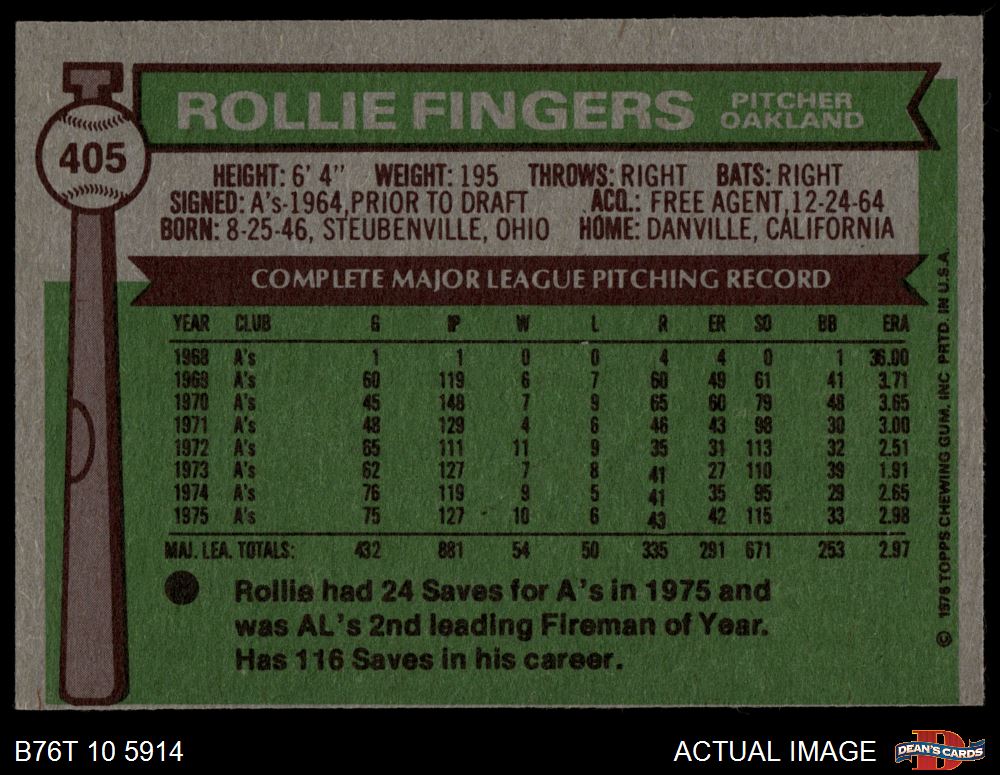 ROLLIE FINGERS PITCHER OAKLAND
405
HEIGHT: 6' 4" WEIGHT: 195 THROWS: RIGHT BATS: RIGHT
SIGNED: A's-1964, PRIOR TO DRAFT ACQ.: FREE AGENT, 12-24-64
BORN: 8-25-46, STEUBENVILLE, OHIO HOME: DANVILLE, CALIFORNIA
COMPLETE MAJOR LEAGUE PITCHING RECORD
YEAR CLUB G IP W L R ER SO BB ERA
1968 A's 1 1 0 0 4 4 0 1 36.00
1969 A's 60 119 6 7 60 49 61 41 3.71
1970 A's 45 148 7 9 65 60 79 48 3.65
1971 A's 48 129 4 6 46 43 98 30 3.00
1972 A's 65 111 11 9 35 31 113 32 2.51
1973 A's 62 127 7 8 41 27 110 39 1.91
1974 A's 76 119 9 5 41 35 95 29 2.65
1975 A's 75 127 10 6 43 42 115 33 2.98
MAJ. LEA. TOTALS: 432 881 54 50 335 291 671 253 2.97
Rollie had 24 Saves for A's in 1975 and
was AL's 2nd leading Fireman of Year.
Has 116 Saves in his career.
© 1976 TOPPS CHEWING GUM, INC PRTD. IN U.S.A.
B76T 10 5914 ACTUAL IMAGE DEAN'S CARDS